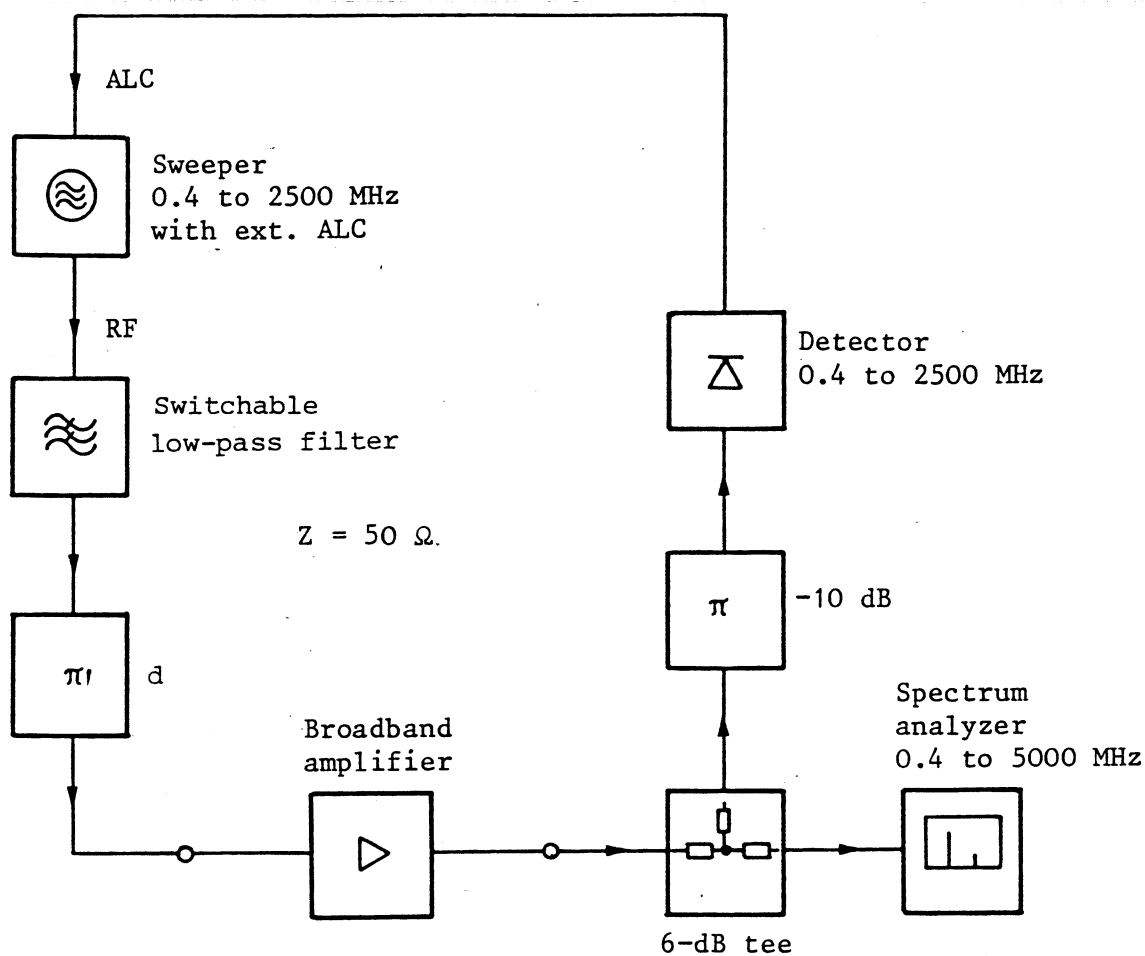 ALC
Sweeper
0.4 to 2500 MHz
with ext. ALC
RF
Switchable
low-pass filter
Z = 50 Ω.
π
d
Broadband
amplifier
Detector
0.4 to 2500 MHz
π
-10 dB
Spectrum
analyzer
0.4 to 5000 MHz
6-dB tee